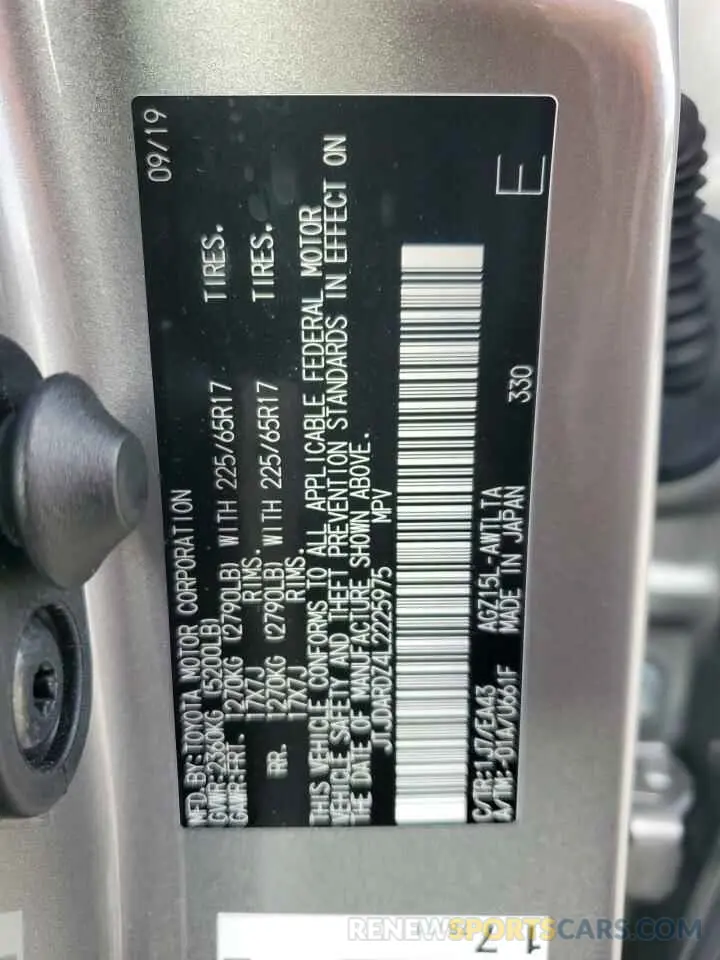 MFD.BY:TOYOTA MOTOR CORPORATION 09/19
GVWR:2360KG (5200LB)
GAWR:FRT. 1270KG (2790LB) WITH 225/65R17 TIRES.
17X7J RIMS.
RR. 1270KG (2790LB) WITH 225/65R17 TIRES.
17X7J RIMS.
THIS VEHICLE CONFORMS TO ALL APPLICABLE FEDERAL MOTOR
VEHICLE SAFETY AND THEFT PREVENTION STANDARDS IN EFFECT ON
THE DATE OF MANUFACTURE SHOWN ABOVE.
JTJDARDZ4L2225975 MPV
C/TR:1J7/EA43 AGZ15L-AWTLTA 330
A/TM:-01A/U661F MADE IN JAPAN
E
1 7
RENEWSPORTSCARS.COM